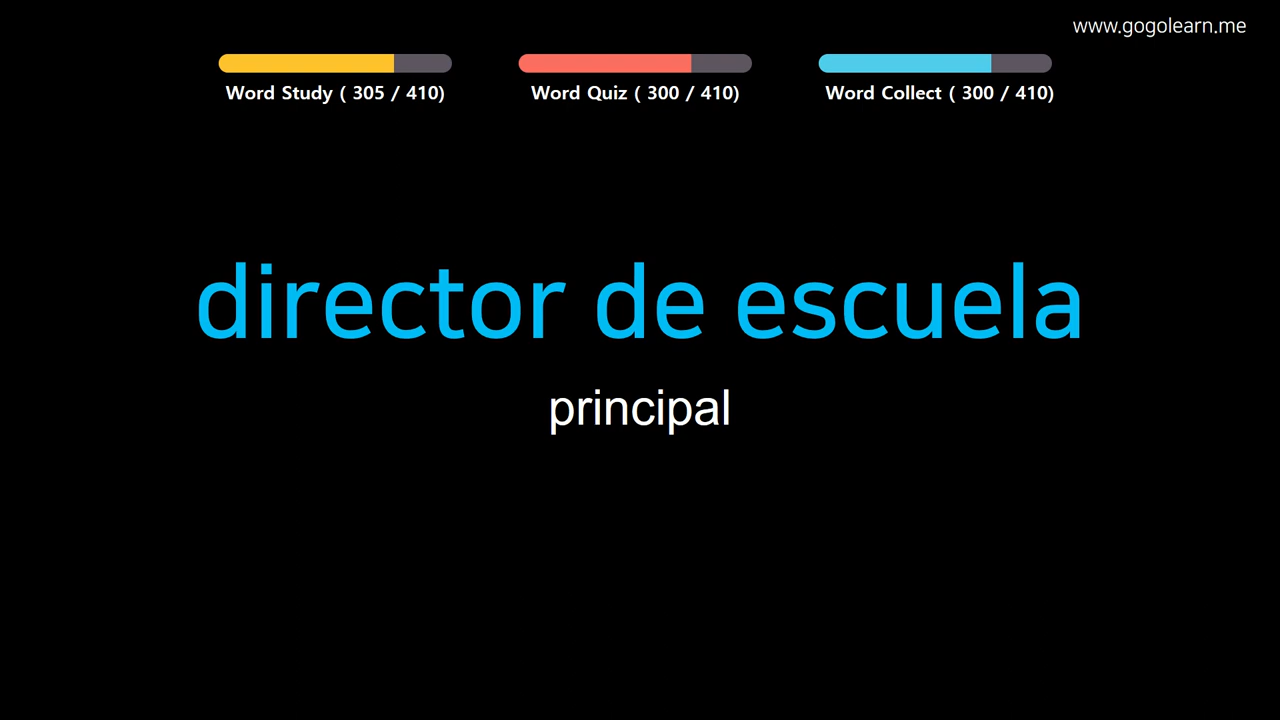 www.gogolearn.me
Word Study ( 305 / 410)
Word Quiz ( 300 / 410)
Word Collect ( 300 / 410)
director de escuela
principal